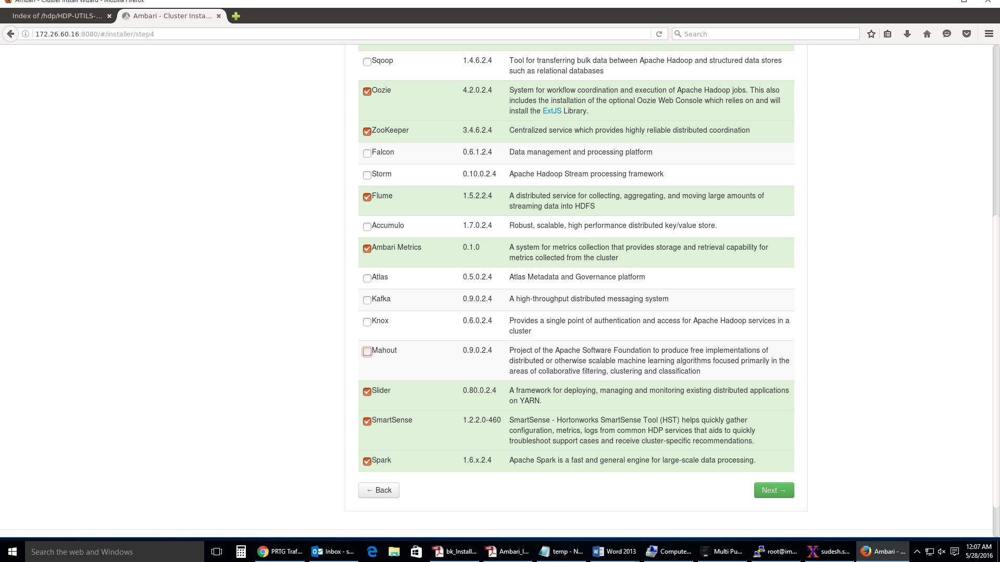 Ambari - Cluster Install Wizard - Mozilla Firefox
Index of /hdp/HDP-UTILS-...
Ambari - Cluster Insta...
172.26.60.16:8080/#/installer/step4
Search
Sqoop 1.4.6.2.4 Tool for transferring bulk data between Apache Hadoop and structured data stores
such as relational databases
Oozie 4.2.0.2.4 System for workflow coordination and execution of Apache Hadoop jobs. This also
includes the installation of the optional Oozie Web Console which relies on and will
install the ExtJS Library.
ZooKeeper 3.4.6.2.4 Centralized service which provides highly reliable distributed coordination
Falcon 0.6.1.2.4 Data management and processing platform
Storm 0.10.0.2.4 Apache Hadoop Stream processing framework
Flume 1.5.2.2.4 A distributed service for collecting, aggregating, and moving large amounts of
streaming data into HDFS
Accumulo 1.7.0.2.4 Robust, scalable, high performance distributed key/value store.
Ambari Metrics 0.1.0 A system for metrics collection that provides storage and retrieval capability for
metrics collected from the cluster
Atlas 0.5.0.2.4 Atlas Metadata and Governance platform
Kafka 0.9.0.2.4 A high-throughput distributed messaging system
Knox 0.6.0.2.4 Provides a single point of authentication and access for Apache Hadoop services in a
cluster
Mahout 0.9.0.2.4 Project of the Apache Software Foundation to produce free implementations of
distributed or otherwise scalable machine learning algorithms focused primarily in the
areas of collaborative filtering, clustering and classification
Slider 0.80.0.2.4 A framework for deploying, managing and monitoring existing distributed applications
on YARN.
SmartSense 1.2.2.0-460 SmartSense - Hortonworks SmartSense Tool (HST) helps quickly gather
configuration, metrics, logs from common HDP services that aids to quickly
troubleshoot support cases and receive cluster-specific recommendations.
Spark 1.6.x.2.4 Apache Spark is a fast and general engine for large-scale data processing.
← Back
Next →
Search the web and Windows
PRTG Traf...
Inbox - s...
bk_Install...
Ambari_I...
temp - N...
Word 2013
Compute...
Multi Pu...
root@im...
sudesh.s...
Ambari - ...
12:07 AM
5/28/2016